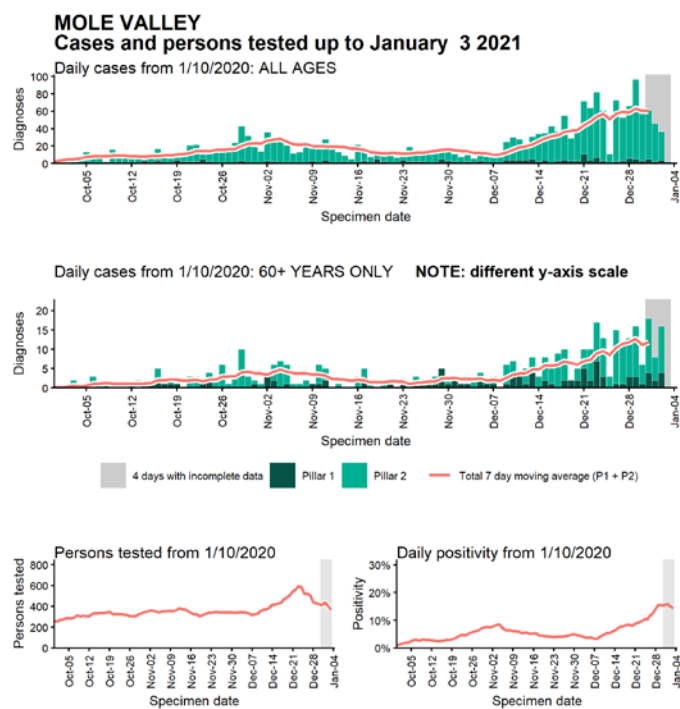 MOLE VALLEY
Cases and persons tested up to January 3 2021
Daily cases from 1/10/2020: ALL AGES
Diagnoses
100
80
60
40
20
0
Oct-05 Oct-12 Oct-19 Oct-26 Nov-02 Nov-09 Nov-16 Nov-23 Nov-30 Dec-07 Dec-14 Dec-21 Dec-28 Jan-04
Specimen date
Daily cases from 1/10/2020: 60+ YEARS ONLY NOTE: different y-axis scale
Diagnoses
20
15
10
5
0
Oct-05 Oct-12 Oct-19 Oct-26 Nov-02 Nov-09 Nov-16 Nov-23 Nov-30 Dec-07 Dec-14 Dec-21 Dec-28 Jan-04
Specimen date
4 days with incomplete data Pillar 1 Pillar 2 Total 7 day moving average (P1 + P2)
Persons tested from 1/10/2020
Persons tested
800
600
400
200
0
Oct-05 Oct-12 Oct-19 Oct-26 Nov-02 Nov-09 Nov-16 Nov-23 Nov-30 Dec-07 Dec-14 Dec-21 Dec-28 Jan-04
Specimen date
Daily positivity from 1/10/2020
Positivity
30%
20%
10%
0%
Oct-05 Oct-12 Oct-19 Oct-26 Nov-02 Nov-09 Nov-16 Nov-23 Nov-30 Dec-07 Dec-14 Dec-21 Dec-28 Jan-04
Specimen date